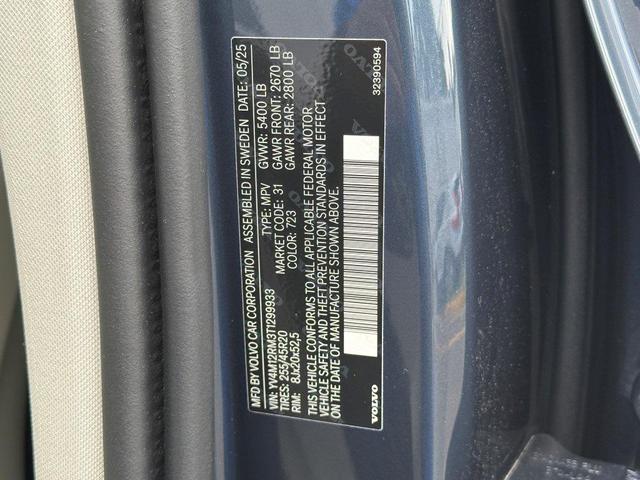 MFD BY VOLVO CAR CORPORATION ASSEMBLED IN SWEDEN DATE: 05/25
VIN: YV4M12RM3T1299933 TYPE: MPV GVWR: 5400 LB
TIRES: 255/45R20 MARKET CODE: 31 GAWR FRONT: 2670 LB
RIM: 8Jx20x52,5 COLOR: 723 GAWR REAR: 2800 LB
THIS VEHICLE CONFORMS TO ALL APPLICABLE FEDERAL MOTOR
VEHICLE SAFETY AND THEFT PREVENTION STANDARDS IN EFFECT
ON THE DATE OF MANUFACTURE SHOWN ABOVE.
VOLVO
32390594